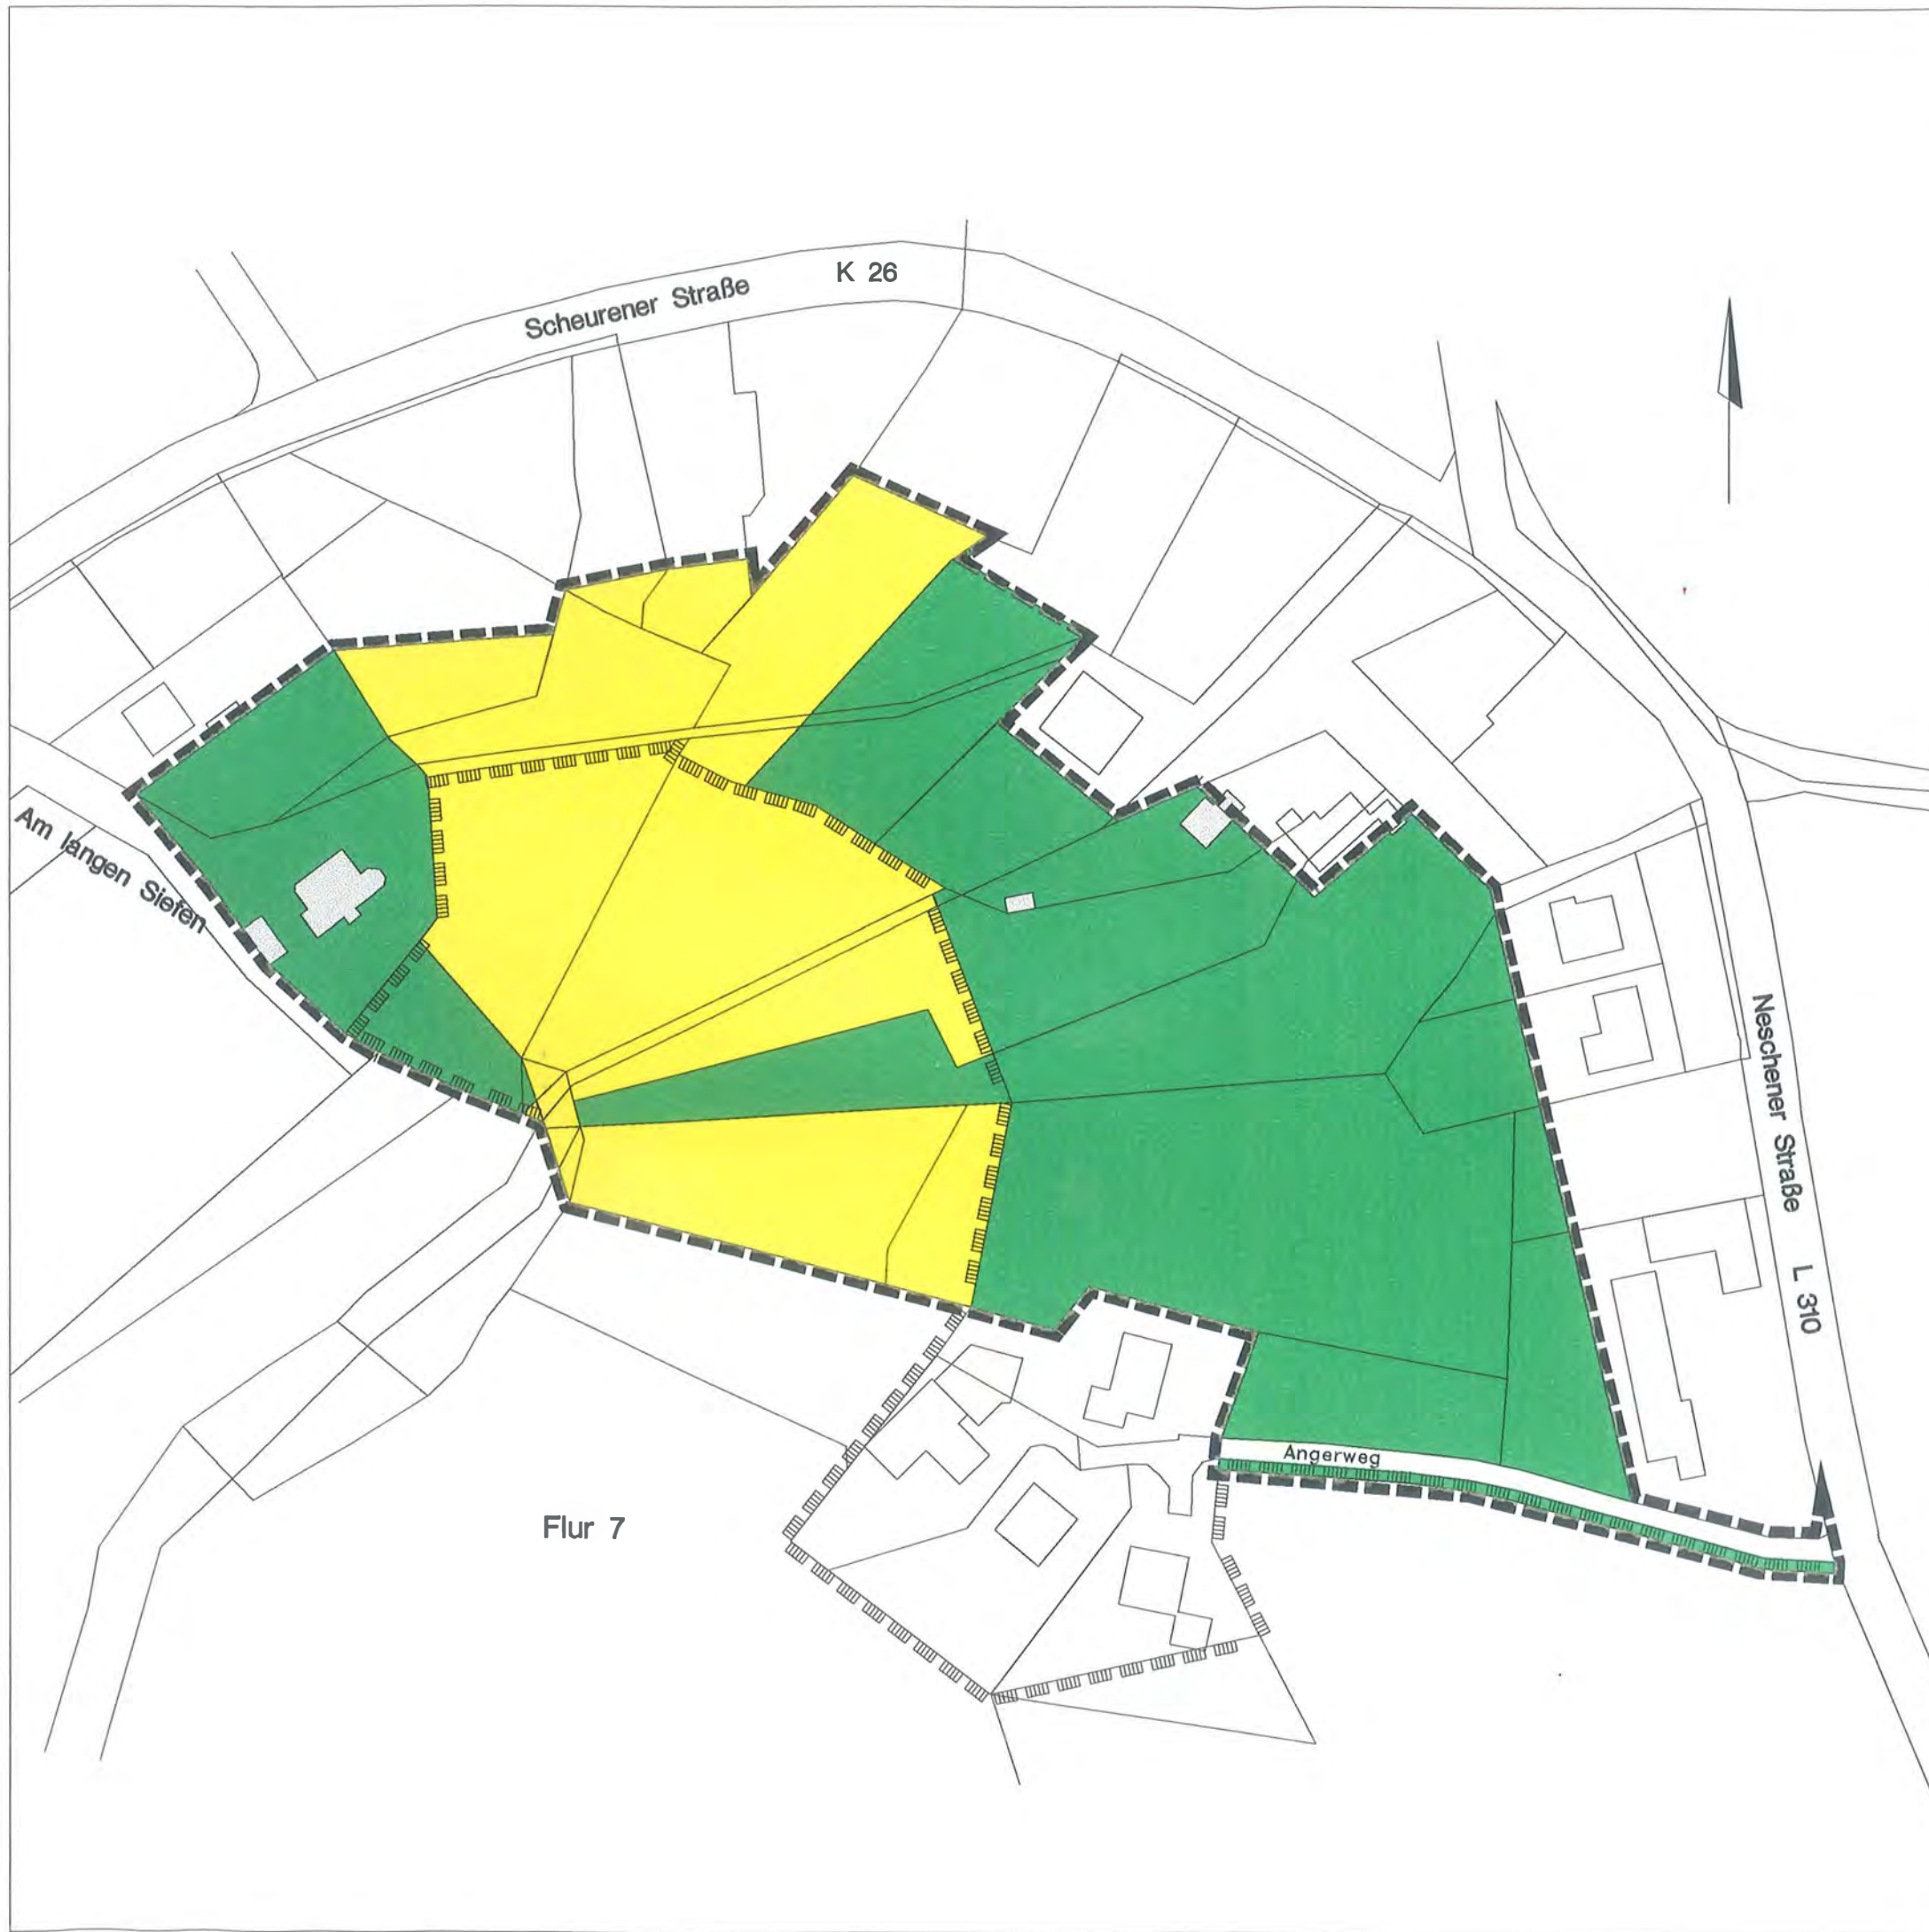 K 26
Scheurener Straße
Am langen Siefen
Neschener Straße L 310
Angerweg
Flur 7